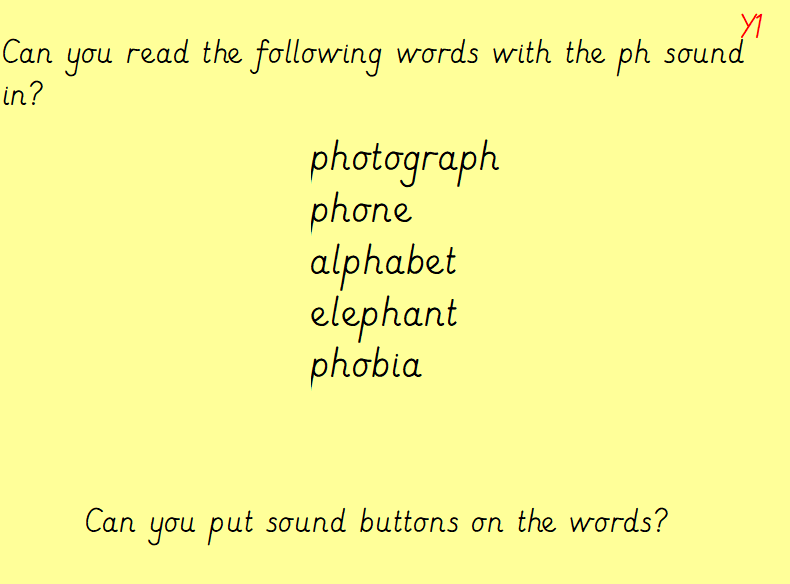 Y1
Can you read the following words with the ph sound
in?
photograph
phone
alphabet
elephant
phobia
Can you put sound buttons on the words?